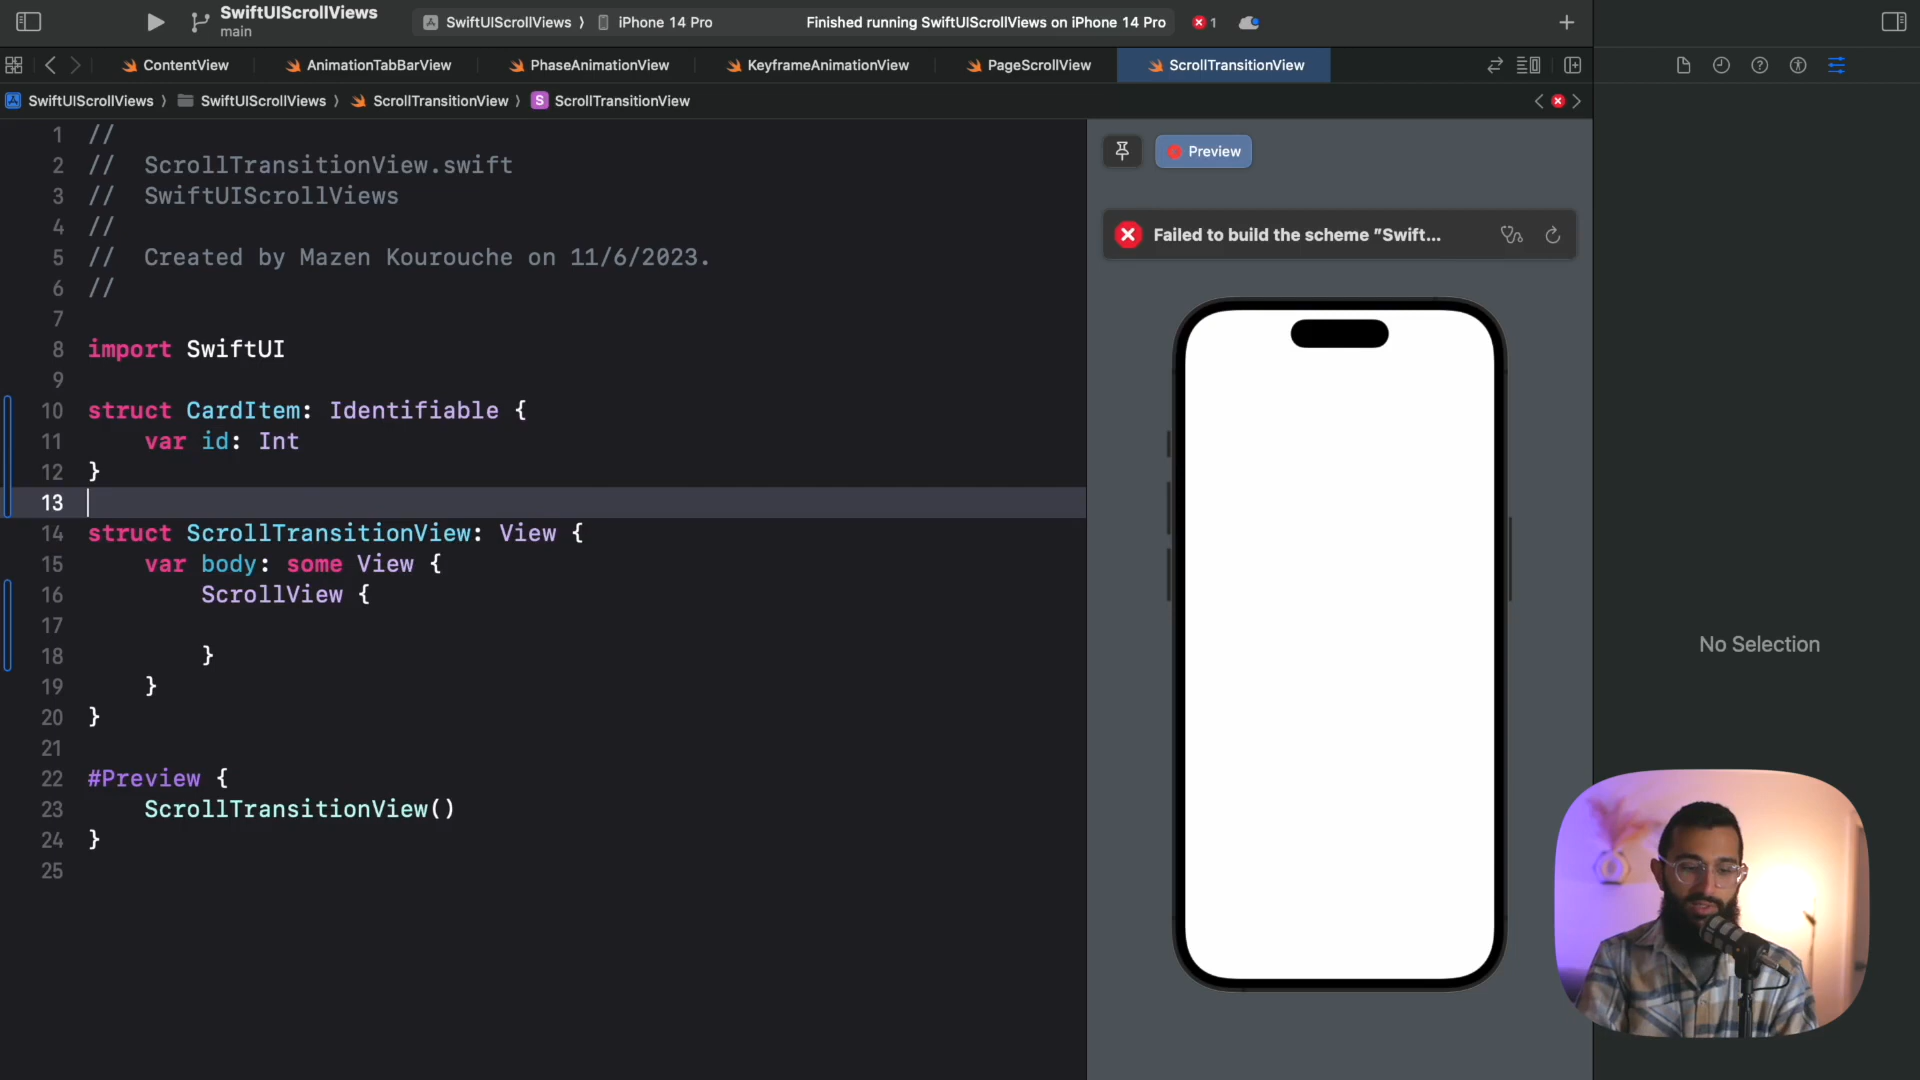 SwiftUIScrollViews
main
SwiftUIScrollViews 〉 iPhone 14 Pro
Finished running SwiftUIScrollViews on iPhone 14 Pro
1
ContentView
AnimationTabBarView
PhaseAnimationView
KeyframeAnimationView
PageScrollView
ScrollTransitionView
SwiftUIScrollViews 〉 SwiftUIScrollViews 〉 ScrollTransitionView 〉 S ScrollTransitionView
1 //
2 //  ScrollTransitionView.swift
3 //  SwiftUIScrollViews
4 //
5 //  Created by Mazen Kourouche on 11/6/2023.
6 //
7
8 import SwiftUI
9
10 struct CardItem: Identifiable {
11     var id: Int
12 }
13
14 struct ScrollTransitionView: View {
15     var body: some View {
16         ScrollView {
17
18         }
19     }
20 }
21
22 #Preview {
23     ScrollTransitionView()
24 }
25
Preview
Failed to build the scheme "Swift...
No Selection